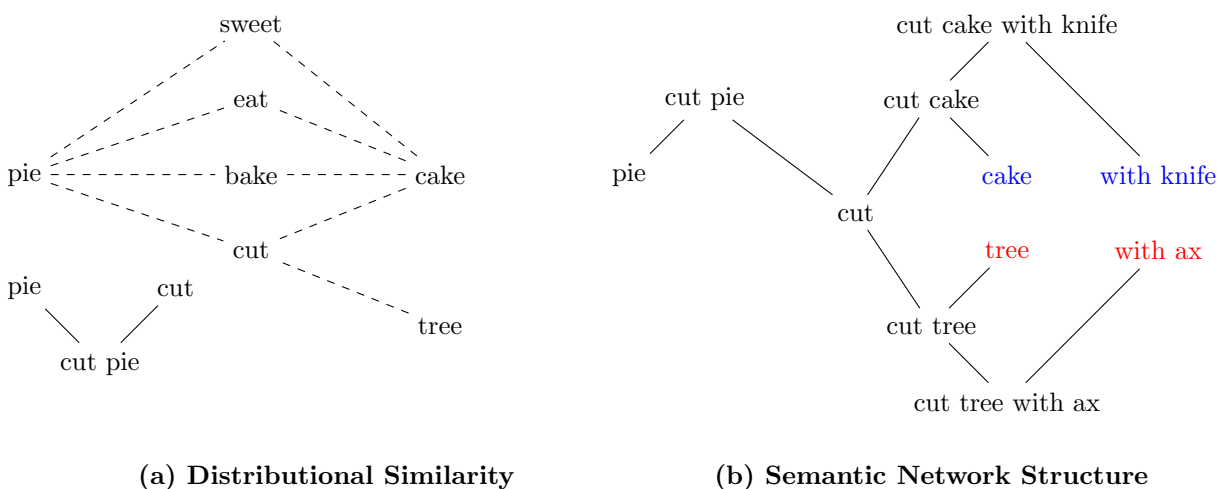 sweet
eat
pie
bake
cake
cut
pie
cut
tree
cut pie
(a) Distributional Similarity
cut cake with knife
cut pie
cut cake
pie
cake
with knife
cut
tree
with ax
cut tree
cut tree with ax
(b) Semantic Network Structure